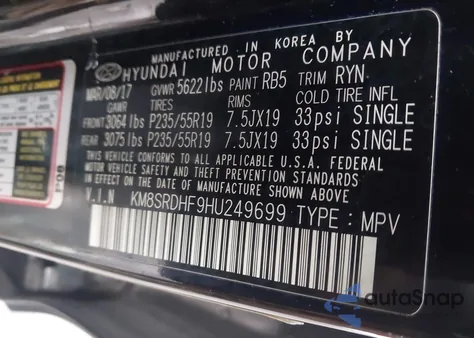 MANUFACTURED IN KOREA BY
HYUNDAI MOTOR COMPANY
MAR/08/17 GVWR 5622lbs PAINT RB5 TRIM RYN
GAWR TIRES RIMS COLD TIRE INFL
FRONT 3064lbs P235/55R19 7.5JX19 33psi SINGLE
REAR 3075lbs P235/55R19 7.5JX19 33psi SINGLE
THIS VEHICLE CONFORMS TO ALL APPLICABLE U.S.A. FEDERAL
MOTOR VEHICLE SAFETY AND THEFT PREVENTION STANDARDS
IN EFFECT ON THE DATE OF MANUFACTURE SHOWN ABOVE.
V.I.N KM8SRDHF9HU249699 TYPE : MPV
autoSnap